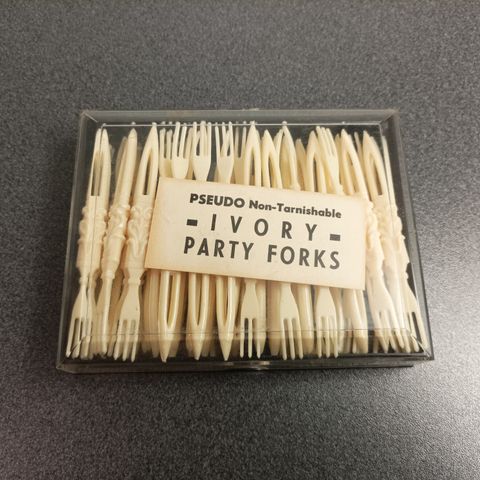 PSEUDO Non-Tarnishable
- IVORY -
PARTY FORKS